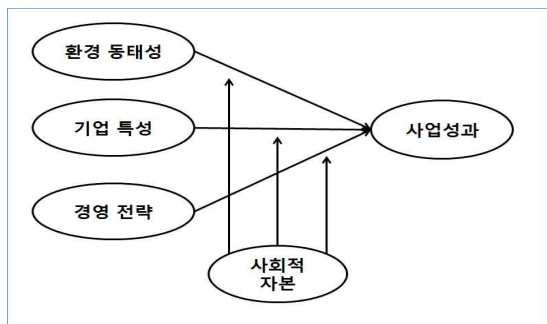 환경 동태성
기업 특성
사업성과
경영 전략
사회적
자본